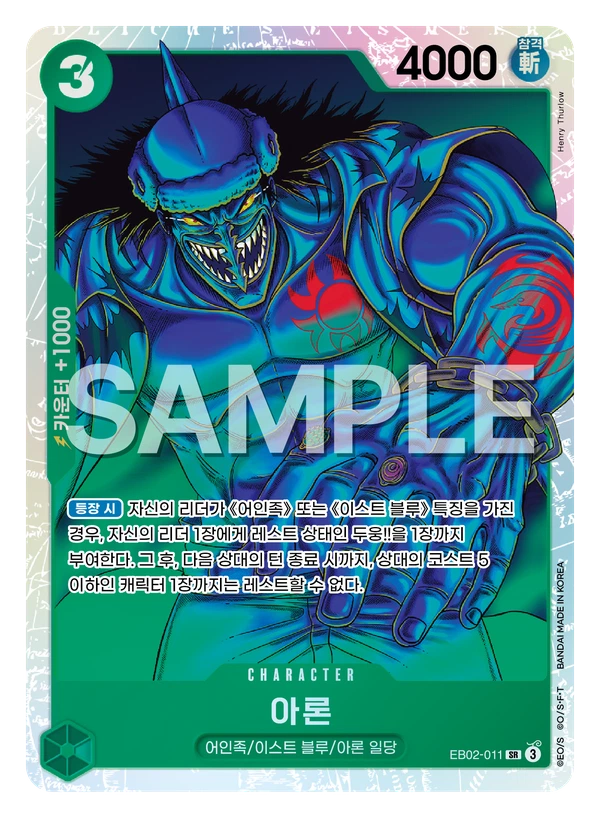 3
4000
참격
斬
Henry Thurlow
카운터 +1000
SAMPLE
등장 시 자신의 리더가 《어인족》 또는 《이스트 블루》 특징을 가진
경우, 자신의 리더 1장에게 레스트 상태인 두웅!!을 1장까지
부여한다. 그 후, 다음 상대의 턴 종료 시까지, 상대의 코스트 5
이하인 캐릭터 1장까지는 레스트할 수 없다.
CHARACTER
아론
어인족/이스트 블루/아론 일당
EB02-011 SR 3
©EO/S ©O/S·F·T BANDAI MADE IN KOREA